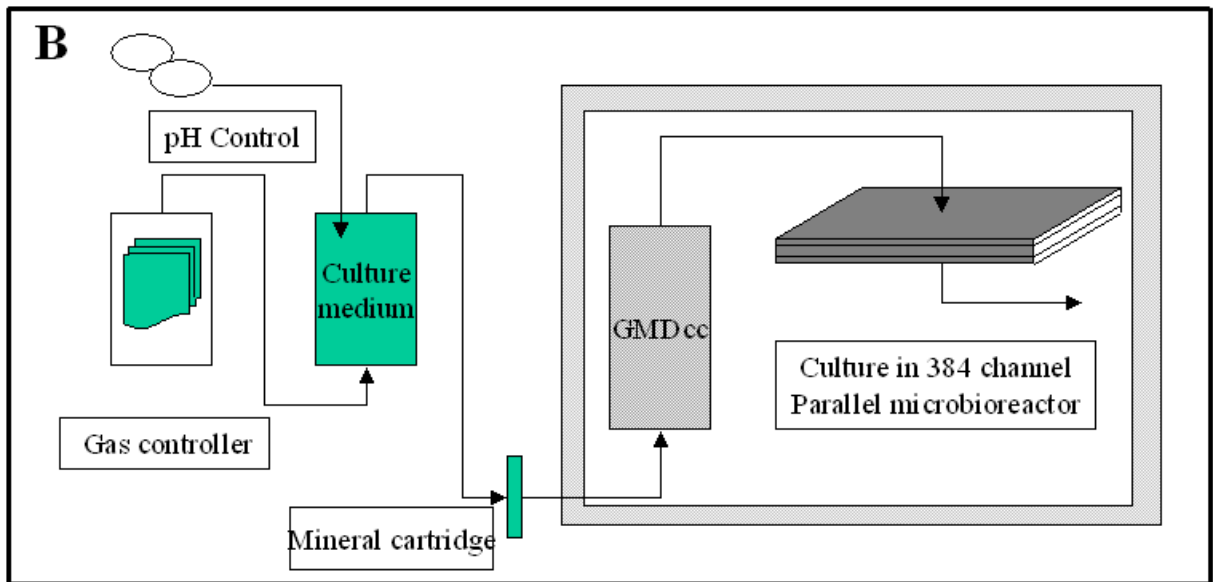 B
pH Control
Culture
medium
GMDcc
Culture in 384 channel
Parallel microbioreactor
Gas controller
Mineral cartridge